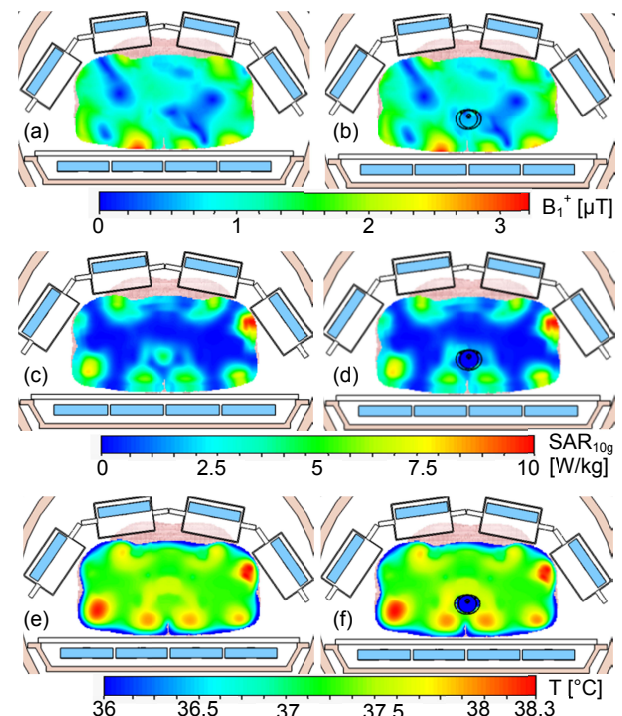 (a)
(b)
0 1 2 3 B₁⁺ [µT]
(c)
(d)
0 2.5 5 7.5 10 SAR₁₀g
[W/kg]
(e)
(f)
36 36.5 37 37.5 38 38.3 T [°C]